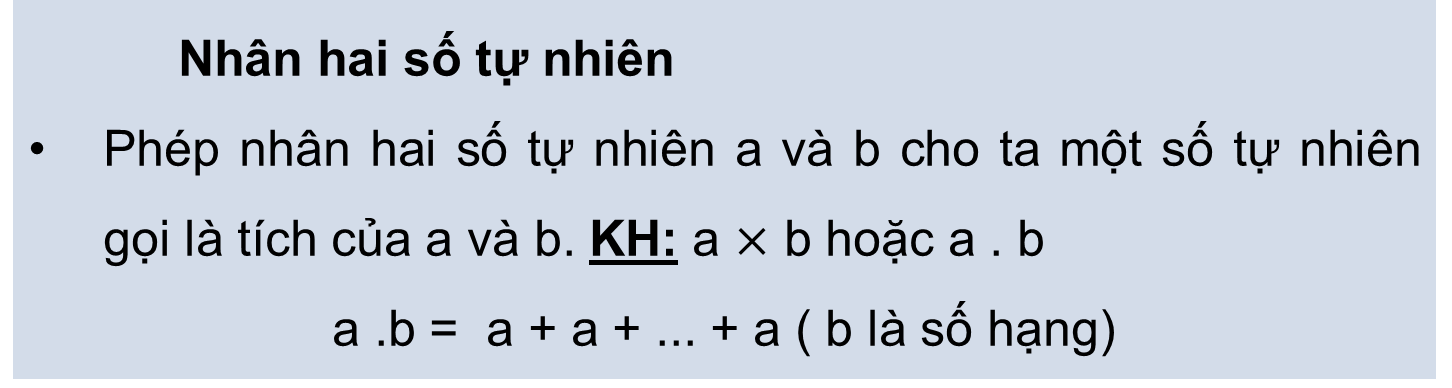 Nhân hai số tự nhiên
• Phép nhân hai số tự nhiên a và b cho ta một số tự nhiên
gọi là tích của a và b. KH: a × b hoặc a . b
a .b = a + a + ... + a ( b là số hạng)